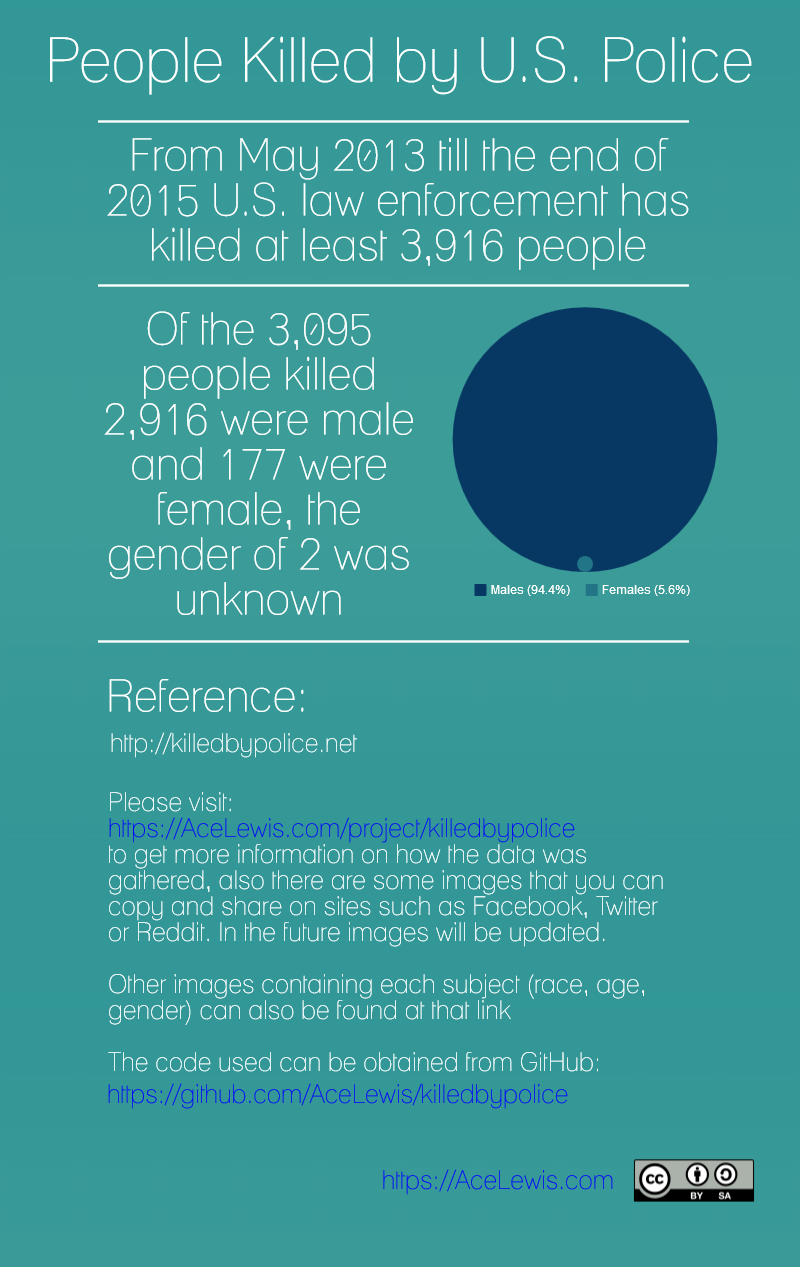 People Killed by U.S. Police
From May 2013 till the end of
2015 U.S. law enforcement has
killed at least 3,916 people
Of the 3,095
people killed
2,916 were male
and 177 were
female, the
gender of 2 was
unknown
Males (94.4%) Females (5.6%)
Reference:
http://killedbypolice.net
Please visit:
https://AceLewis.com/project/killedbypolice
to get more information on how the data was
gathered, also there are some images that you can
copy and share on sites such as Facebook, Twitter
or Reddit. In the future images will be updated.
Other images containing each subject (race, age,
gender) can also be found at that link
The code used can be obtained from GitHub:
https://github.com/AceLewis/killedbypolice
https://AceLewis.com
cc
BY SA